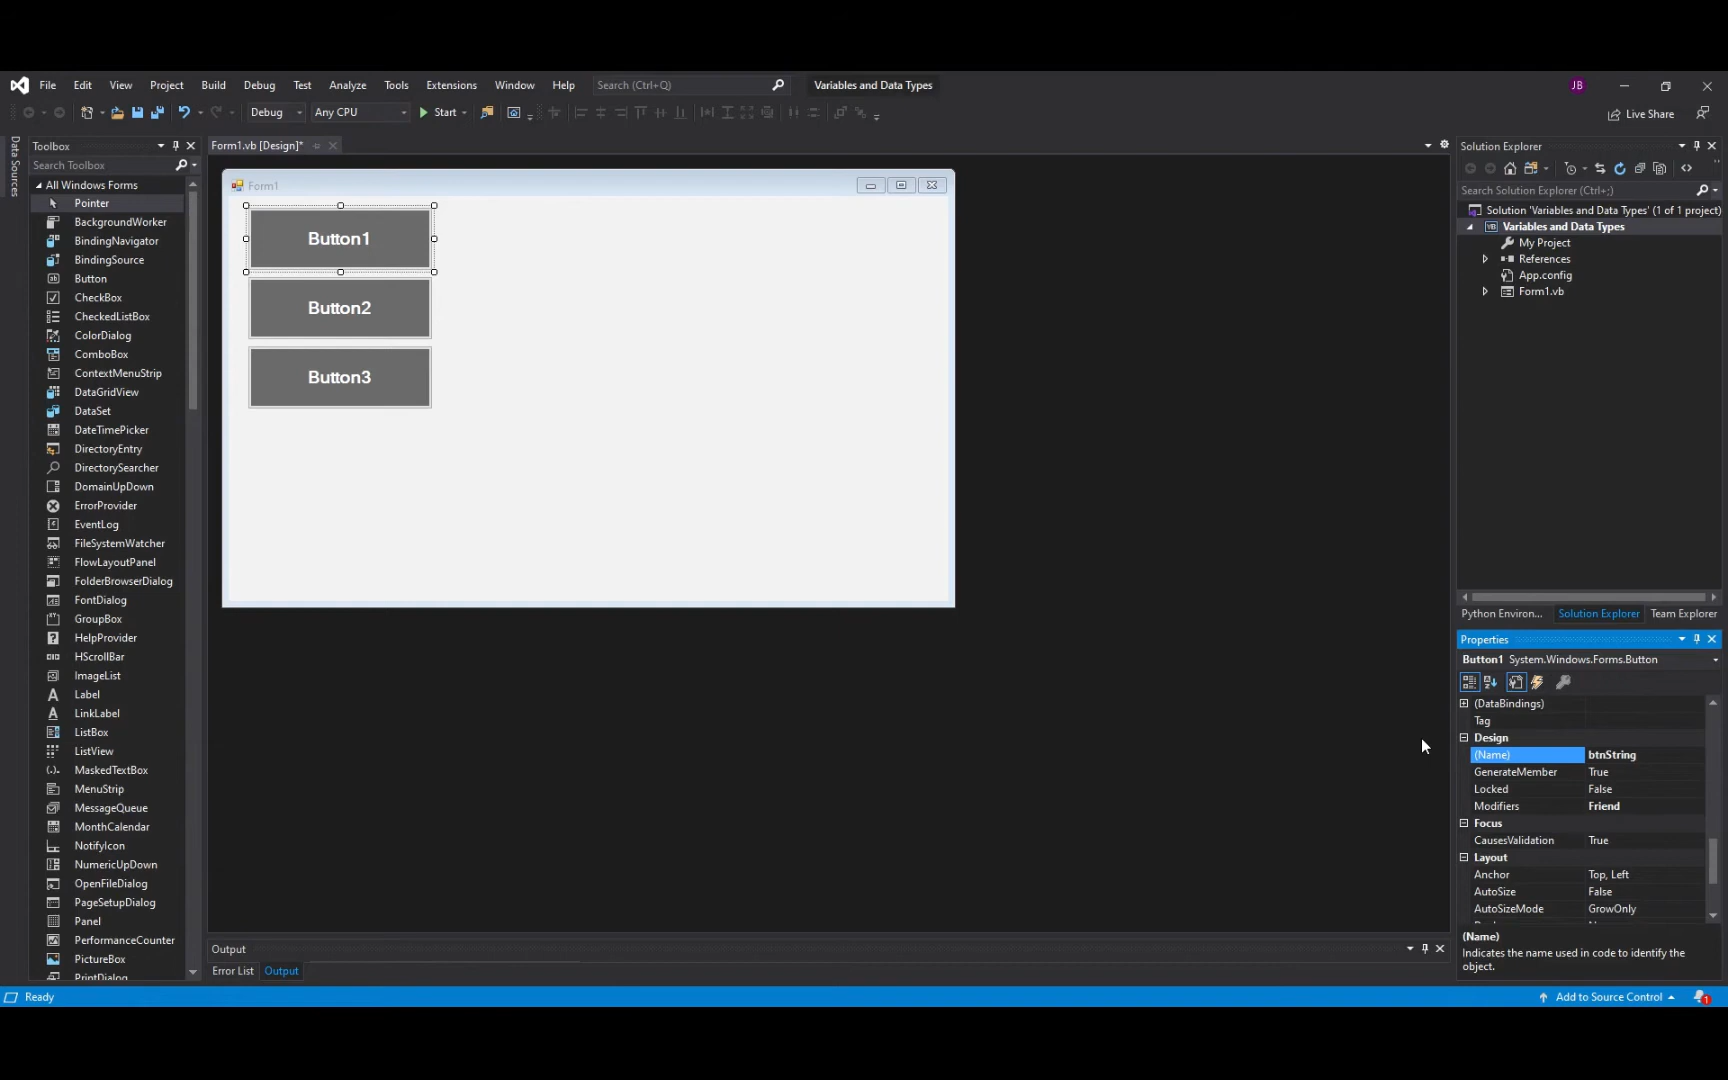 File Edit View Project Build Debug Test Analyze Tools Extensions Window Help Search (Ctrl+Q) Variables and Data Types JB
Debug Any CPU Start Live Share
Data Sources
Toolbox
Search Toolbox
All Windows Forms
Pointer
BackgroundWorker
BindingNavigator
BindingSource
Button
CheckBox
CheckedListBox
ColorDialog
ComboBox
ContextMenuStrip
DataGridView
DataSet
DateTimePicker
DirectoryEntry
DirectorySearcher
DomainUpDown
ErrorProvider
EventLog
FileSystemWatcher
FlowLayoutPanel
FolderBrowserDialog
FontDialog
GroupBox
HelpProvider
HScrollBar
ImageList
Label
LinkLabel
ListBox
ListView
MaskedTextBox
MenuStrip
MessageQueue
MonthCalendar
NotifyIcon
NumericUpDown
OpenFileDialog
PageSetupDialog
Panel
PerformanceCounter
PictureBox
PrintDialog
Form1.vb [Design]*
Form1
Button1
Button2
Button3
Output
Error List Output
Solution Explorer
Search Solution Explorer (Ctrl+;)
Solution 'Variables and Data Types' (1 of 1 project)
VB Variables and Data Types
My Project
References
App.config
Form1.vb
Python Environ... Solution Explorer Team Explorer
Properties
Button1 System.Windows.Forms.Button
(DataBindings)
Tag
Design
(Name) btnString
GenerateMember True
Locked False
Modifiers Friend
Focus
CausesValidation True
Layout
Anchor Top, Left
AutoSize False
AutoSizeMode GrowOnly
(Name)
Indicates the name used in code to identify the
object.
Ready Add to Source Control 1